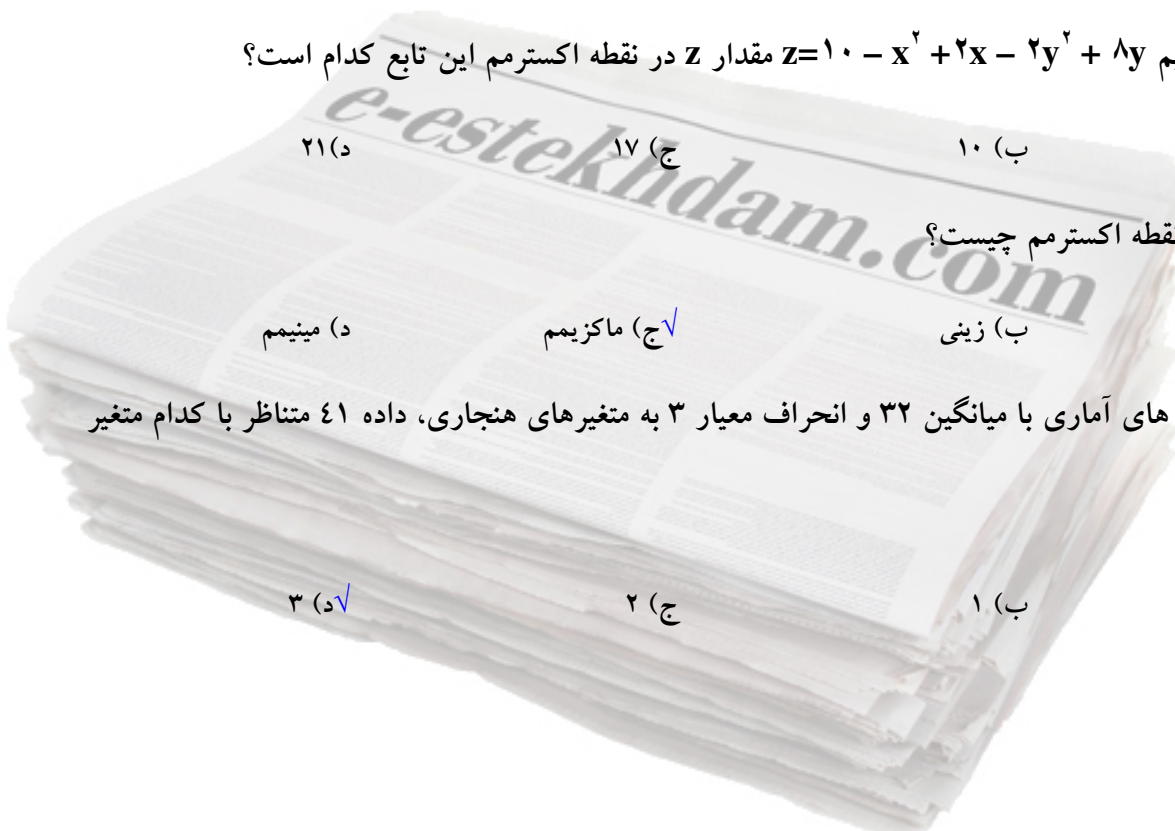 م z=۱۰ – x۲ +۲x – ۲y۲ + ۸y مقدار z در نقطه اکسترمم این تابع کدام است؟
ب) ۱۰ ج) ۱۷ د)۲۱
e-estekhdam.com
نقطه اکسترمم چیست؟
ب) زینی √ج) ماکزیمم د) مینیمم
های آماری با میانگین ۳۲ و انحراف معیار ۳ به متغیرهای هنجاری، داده ٤۱ متناظر با کدام متغیر
ب) ۱ ج) ۲ √د) ۳